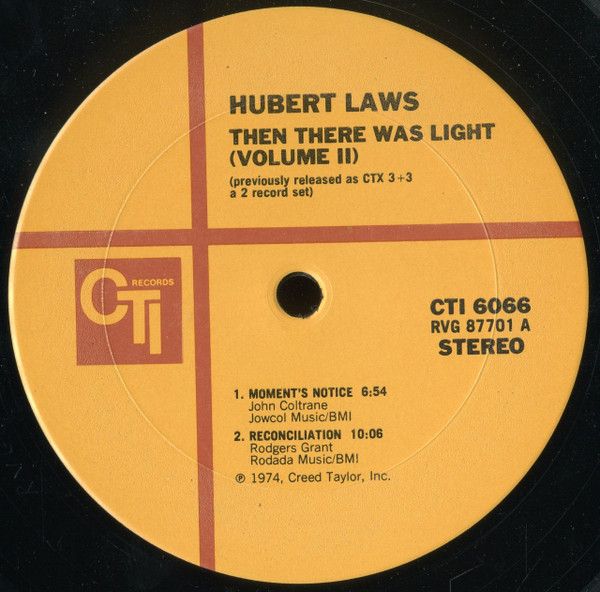 HUBERT LAWS
THEN THERE WAS LIGHT
(VOLUME II)
(previously released as CTX 3+3
a 2 record set)
CTI RECORDS
CTI 6066
RVG 87701 A
STEREO
1. MOMENT'S NOTICE 6:54
John Coltrane
Jowcol Music/BMI
2. RECONCILIATION 10:06
Rodgers Grant
Rodada Music/BMI
℗ 1974, Creed Taylor, Inc.